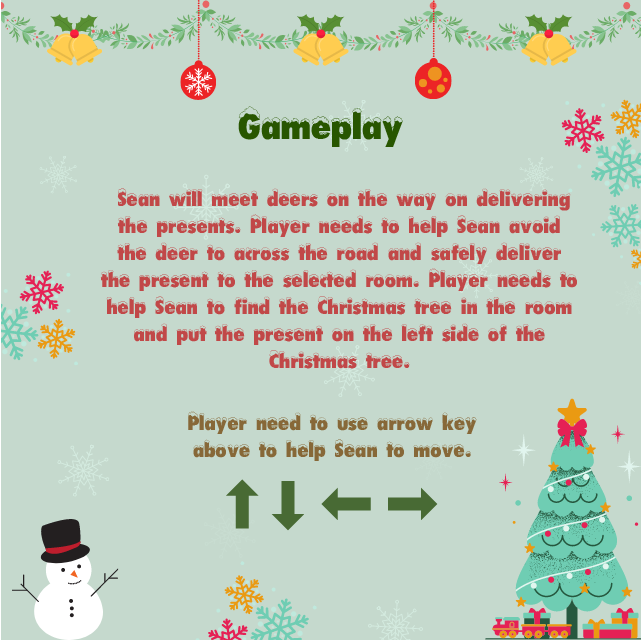 Gameplay
Sean will meet deers on the way on delivering
the presents. Player needs to help Sean avoid
the deer to across the road and safely deliver
the present to the selected room. Player needs to
help Sean to find the Christmas tree in the room
and put the present on the left side of the
Christmas tree.
Player need to use arrow key
above to help Sean to move.